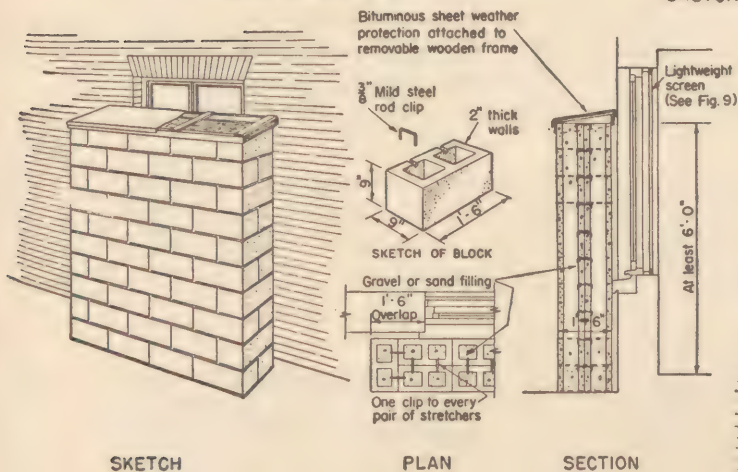 Bituminous sheet weather
protection attached to
removable wooden frame
3/8" Mild steel
rod clip
2" thick
walls
9"
9"
1'-6"
SKETCH OF BLOCK
Gravel or sand filling
1'-6"
Overlap
One clip to every
pair of stretchers
Lightweight
screen
(See Fig. 9)
At least 6'-0"
1'-6"
SKETCH
PLAN
SECTION